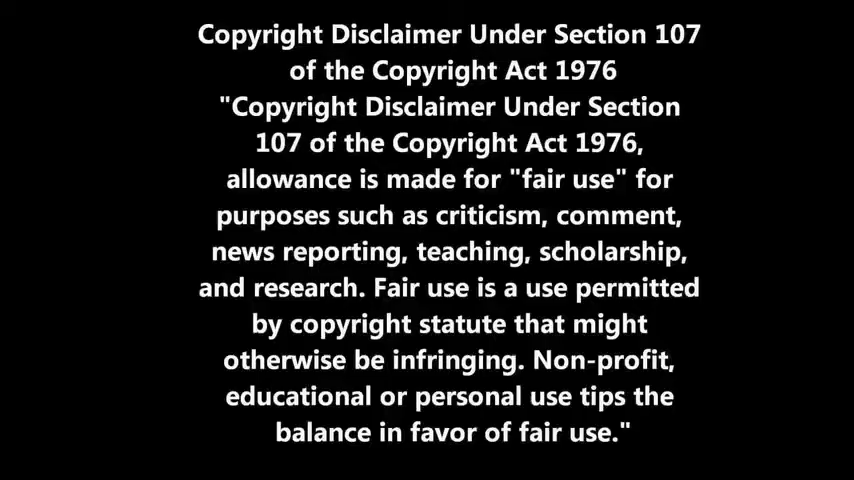 Copyright Disclaimer Under Section 107
of the Copyright Act 1976
"Copyright Disclaimer Under Section
107 of the Copyright Act 1976,
allowance is made for "fair use" for
purposes such as criticism, comment,
news reporting, teaching, scholarship,
and research. Fair use is a use permitted
by copyright statute that might
otherwise be infringing. Non-profit,
educational or personal use tips the
balance in favor of fair use."